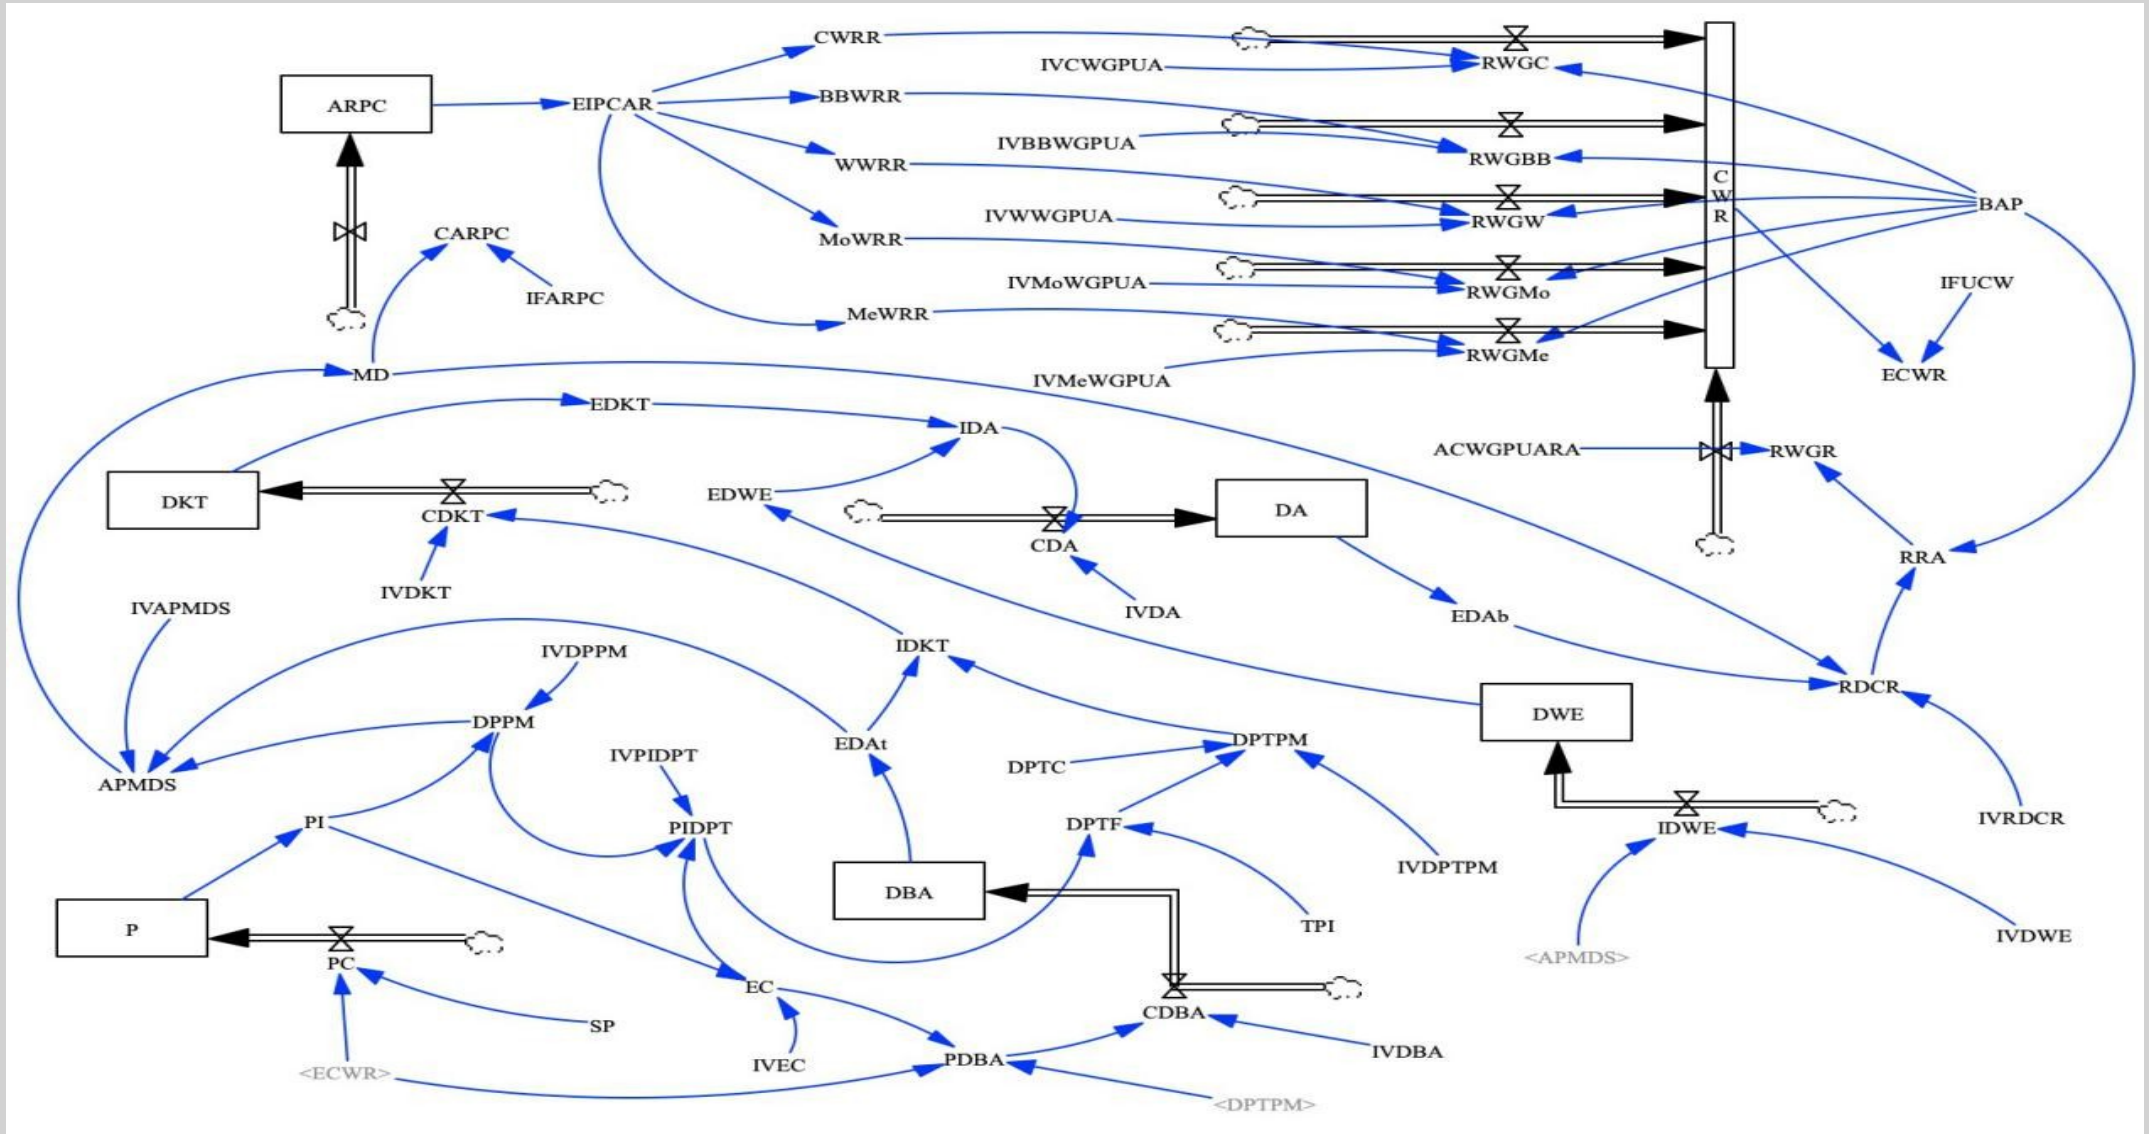 CWRR
IVCWGPUA
RWGC
ARPC
EIPCAR
BBWRR
IVBBWGPUA
RWGBB
WWRR
C
W
R
BAP
IVWWGPUA
RWGW
CARPC
MoWRR
IFARPC
IVMoWGPUA
RWGMo
IFUCW
MeWRR
RWGMe
MD
IVMeWGPUA
ECWR
EDKT
IDA
ACWGPUARA
RWGR
DKT
CDKT
EDWE
DA
CDA
IVDKT
IVDA
RRA
IVAPMDS
EDAb
IVDPPM
IDKT
RDCR
DPPM
DWE
EDAt
DPTPM
IVPIDPT
DPTC
APMDS
PI
PIDPT
DPTF
IDWE
IVRDCR
IVDPTPM
DBA
P
TPI
IVDWE
PC
<APMDS>
EC
SP
CDBA
IVEC
PDBA
IVDBA
<ECWR>
<DPTPM>